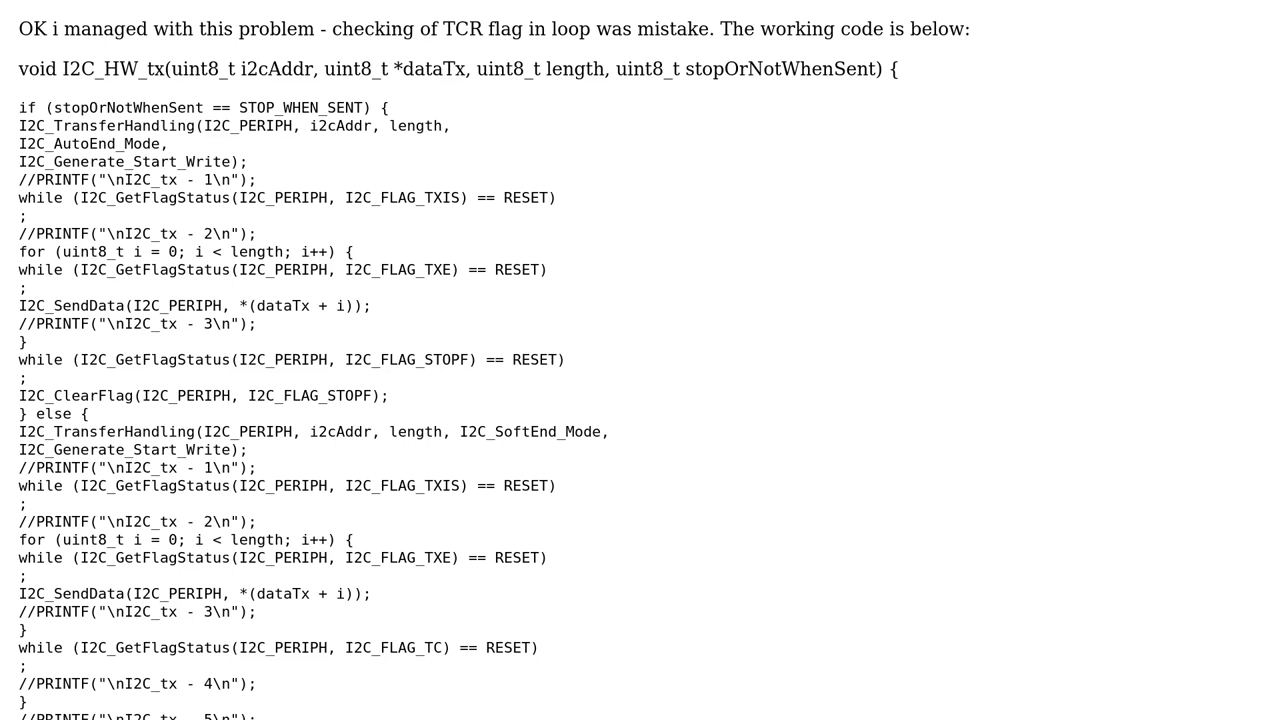 OK i managed with this problem - checking of TCR flag in loop was mistake. The working code is below:
void I2C_HW_tx(uint8_t i2cAddr, uint8_t *dataTx, uint8_t length, uint8_t stopOrNotWhenSent) {
if (stopOrNotWhenSent == STOP_WHEN_SENT) {
I2C_TransferHandling(I2C_PERIPH, i2cAddr, length,
I2C_AutoEnd_Mode,
I2C_Generate_Start_Write);
//PRINTF("\nI2C_tx - 1\n");
while (I2C_GetFlagStatus(I2C_PERIPH, I2C_FLAG_TXIS) == RESET)
;
//PRINTF("\nI2C_tx - 2\n");
for (uint8_t i = 0; i < length; i++) {
while (I2C_GetFlagStatus(I2C_PERIPH, I2C_FLAG_TXE) == RESET)
;
I2C_SendData(I2C_PERIPH, *(dataTx + i));
//PRINTF("\nI2C_tx - 3\n");
}
while (I2C_GetFlagStatus(I2C_PERIPH, I2C_FLAG_STOPF) == RESET)
;
I2C_ClearFlag(I2C_PERIPH, I2C_FLAG_STOPF);
} else {
I2C_TransferHandling(I2C_PERIPH, i2cAddr, length, I2C_SoftEnd_Mode,
I2C_Generate_Start_Write);
//PRINTF("\nI2C_tx - 1\n");
while (I2C_GetFlagStatus(I2C_PERIPH, I2C_FLAG_TXIS) == RESET)
;
//PRINTF("\nI2C_tx - 2\n");
for (uint8_t i = 0; i < length; i++) {
while (I2C_GetFlagStatus(I2C_PERIPH, I2C_FLAG_TXE) == RESET)
;
I2C_SendData(I2C_PERIPH, *(dataTx + i));
//PRINTF("\nI2C_tx - 3\n");
}
while (I2C_GetFlagStatus(I2C_PERIPH, I2C_FLAG_TC) == RESET)
;
//PRINTF("\nI2C_tx - 4\n");
}
//PRINTF("\nI2C_tx - 5\n");